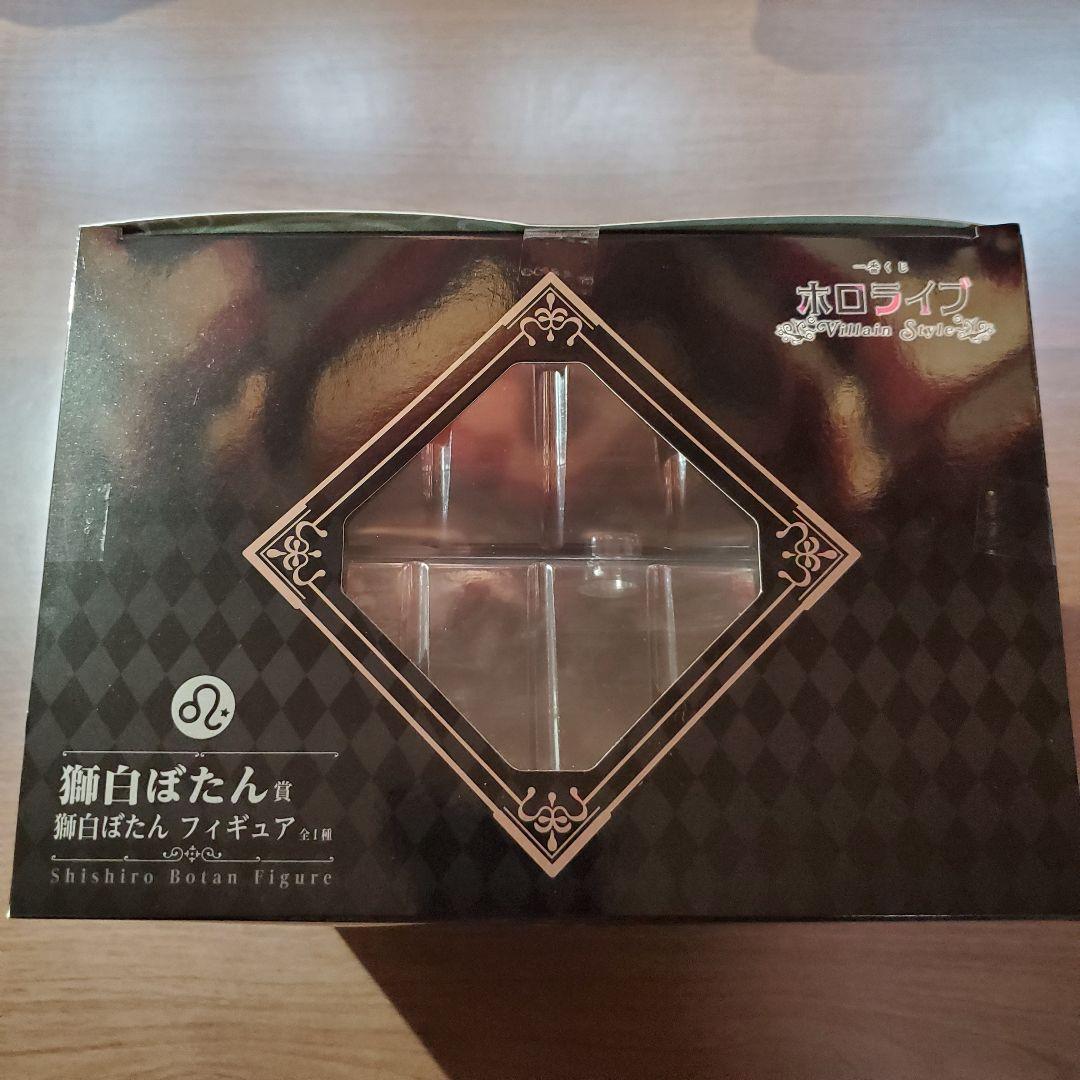 一番くじ
ホロライブ
Villain Style
獅白ぼたん賞
獅白ぼたん フィギュア 全1種
Shishiro Botan Figure